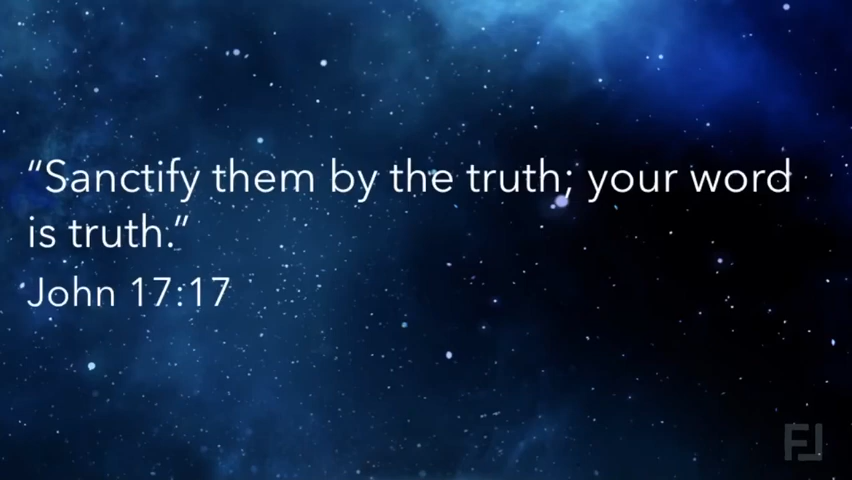 “Sanctify them by the truth; your word
is truth.”
John 17:17